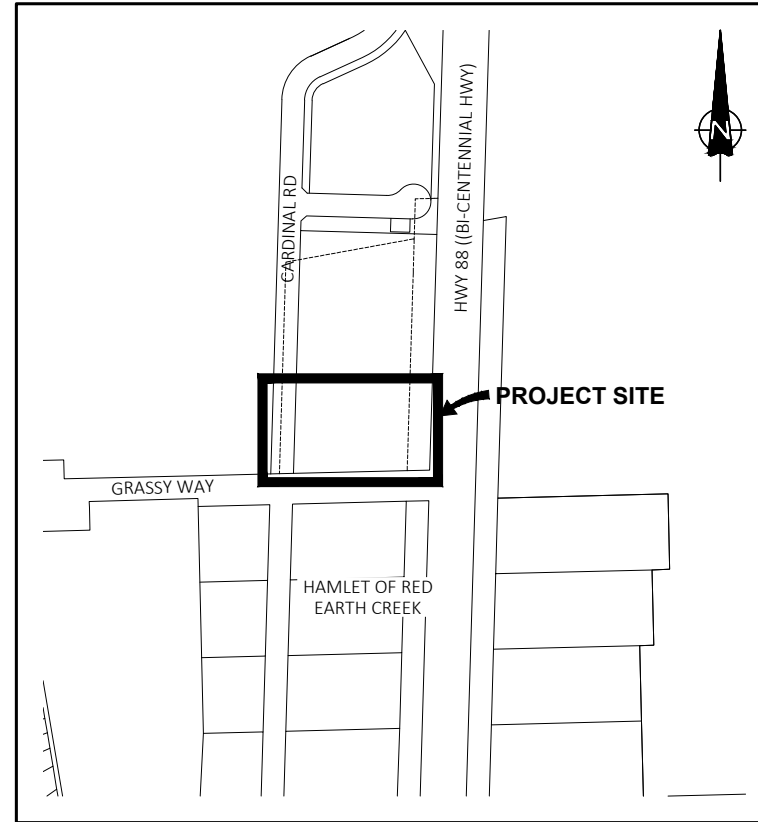 N
CARDINAL RD
HWY 88 ((BI-CENTENNIAL HWY)
PROJECT SITE
GRASSY WAY
HAMLET OF RED
EARTH CREEK